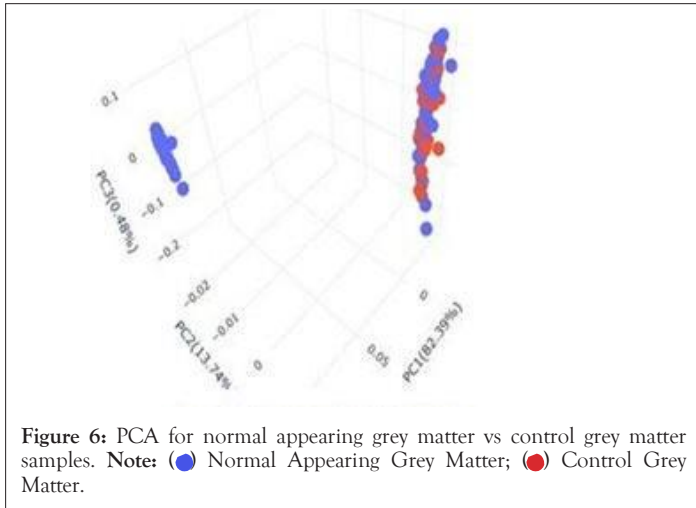 0.1
0
-0.1
-0.2
PC3(0.48%)
-0.02
-0.01
0
PC2(13.74%
0.05
0
PC1(82.39%)
Figure 6: PCA for normal appearing grey matter vs control grey matter
samples. Note: ( ) Normal Appearing Grey Matter; ( ) Control Grey
Matter.